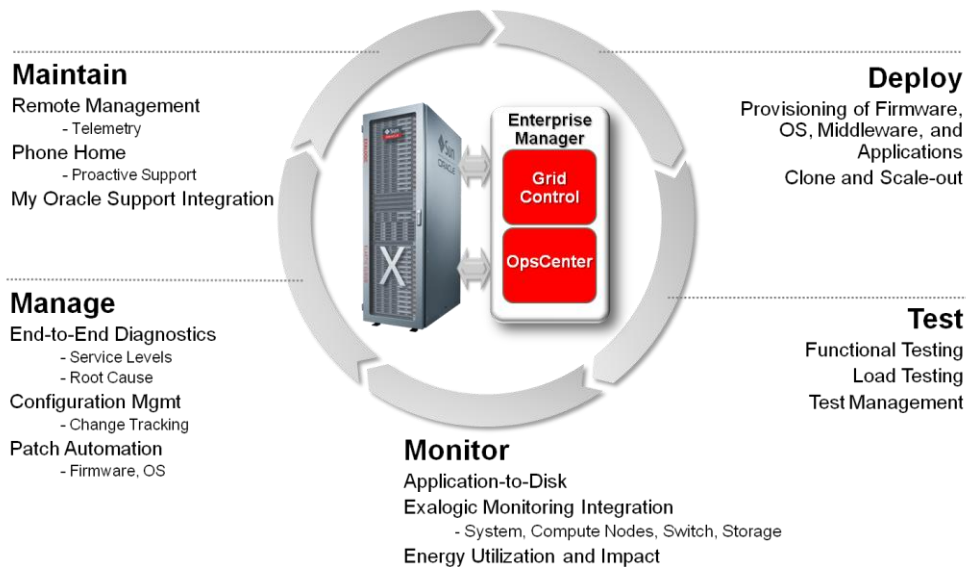 Maintain
Remote Management
- Telemetry
Phone Home
- Proactive Support
My Oracle Support Integration
Deploy
Provisioning of Firmware,
OS, Middleware, and
Applications
Clone and Scale-out
Sun
ORACLE
X
Enterprise
Manager
Grid
Control
OpsCenter
Manage
End-to-End Diagnostics
- Service Levels
- Root Cause
Configuration Mgmt
- Change Tracking
Patch Automation
- Firmware, OS
Test
Functional Testing
Load Testing
Test Management
Monitor
Application-to-Disk
Exalogic Monitoring Integration
- System, Compute Nodes, Switch, Storage
Energy Utilization and Impact